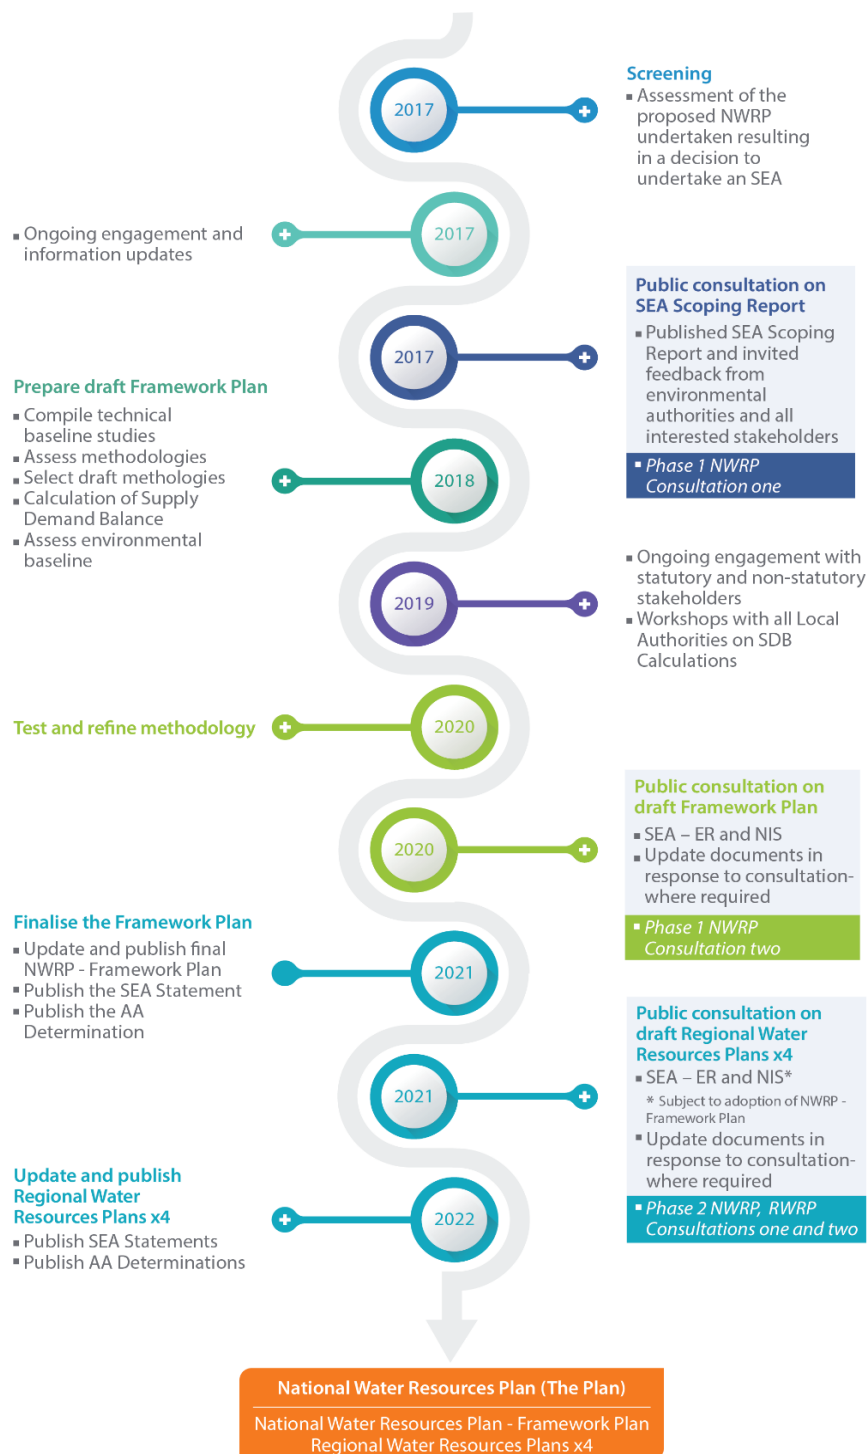 2017
Screening
▪ Assessment of the
proposed NWRP
undertaken resulting
in a decision to
undertake an SEA
▪ Ongoing engagement and
information updates
2017
2017
Public consultation on
SEA Scoping Report
▪ Published SEA Scoping
Report and invited
feedback from
environmental
authorities and all
interested stakeholders
▪ Phase 1 NWRP
Consultation one
Prepare draft Framework Plan
▪ Compile technical
baseline studies
▪ Assess methodologies
▪ Select draft methologies
▪ Calculation of Supply
Demand Balance
▪ Assess environmental
baseline
2018
2019
▪ Ongoing engagement with
statutory and non-statutory
stakeholders
▪ Workshops with all Local
Authorities on SDB
Calculations
Test and refine methodology
2020
2020
Public consultation on
draft Framework Plan
▪ SEA – ER and NIS
▪ Update documents in
response to consultation-
where required
▪ Phase 1 NWRP
Consultation two
Finalise the Framework Plan
▪ Update and publish final
NWRP - Framework Plan
▪ Publish the SEA Statement
▪ Publish the AA
Determination
2021
2021
Public consultation on
draft Regional Water
Resources Plans x4
▪ SEA – ER and NIS*
* Subject to adoption of NWRP -
Framework Plan
▪ Update documents in
response to consultation-
where required
▪ Phase 2 NWRP, RWRP
Consultations one and two
Update and publish
Regional Water
Resources Plans x4
▪ Publish SEA Statements
▪ Publish AA Determinations
2022
National Water Resources Plan (The Plan)
National Water Resources Plan - Framework Plan
Regional Water Resources Plans x4